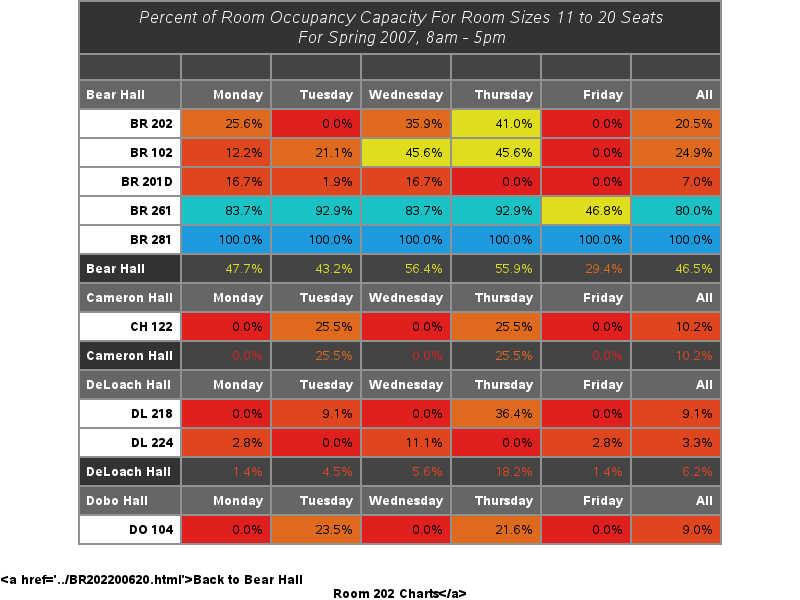 Percent of Room Occupancy Capacity For Room Sizes 11 to 20 Seats
For Spring 2007, 8am - 5pm
Bear Hall Monday Tuesday Wednesday Thursday Friday All
BR 202 25.6% 0.0% 35.9% 41.0% 0.0% 20.5%
BR 102 12.2% 21.1% 45.6% 45.6% 0.0% 24.9%
BR 201D 16.7% 1.9% 16.7% 0.0% 0.0% 7.0%
BR 261 83.7% 92.9% 83.7% 92.9% 46.8% 80.0%
BR 281 100.0% 100.0% 100.0% 100.0% 100.0% 100.0%
Bear Hall 47.7% 43.2% 56.4% 55.9% 29.4% 46.5%
Cameron Hall Monday Tuesday Wednesday Thursday Friday All
CH 122 0.0% 25.5% 0.0% 25.5% 0.0% 10.2%
Cameron Hall 0.0% 25.5% 0.0% 25.5% 0.0% 10.2%
DeLoach Hall Monday Tuesday Wednesday Thursday Friday All
DL 218 0.0% 9.1% 0.0% 36.4% 0.0% 9.1%
DL 224 2.8% 0.0% 11.1% 0.0% 2.8% 3.3%
DeLoach Hall 1.4% 4.5% 5.6% 18.2% 1.4% 6.2%
Dobo Hall Monday Tuesday Wednesday Thursday Friday All
DO 104 0.0% 23.5% 0.0% 21.6% 0.0% 9.0%
<a href='../BR202200620.html'>Back to Bear Hall
Room 202 Charts</a>